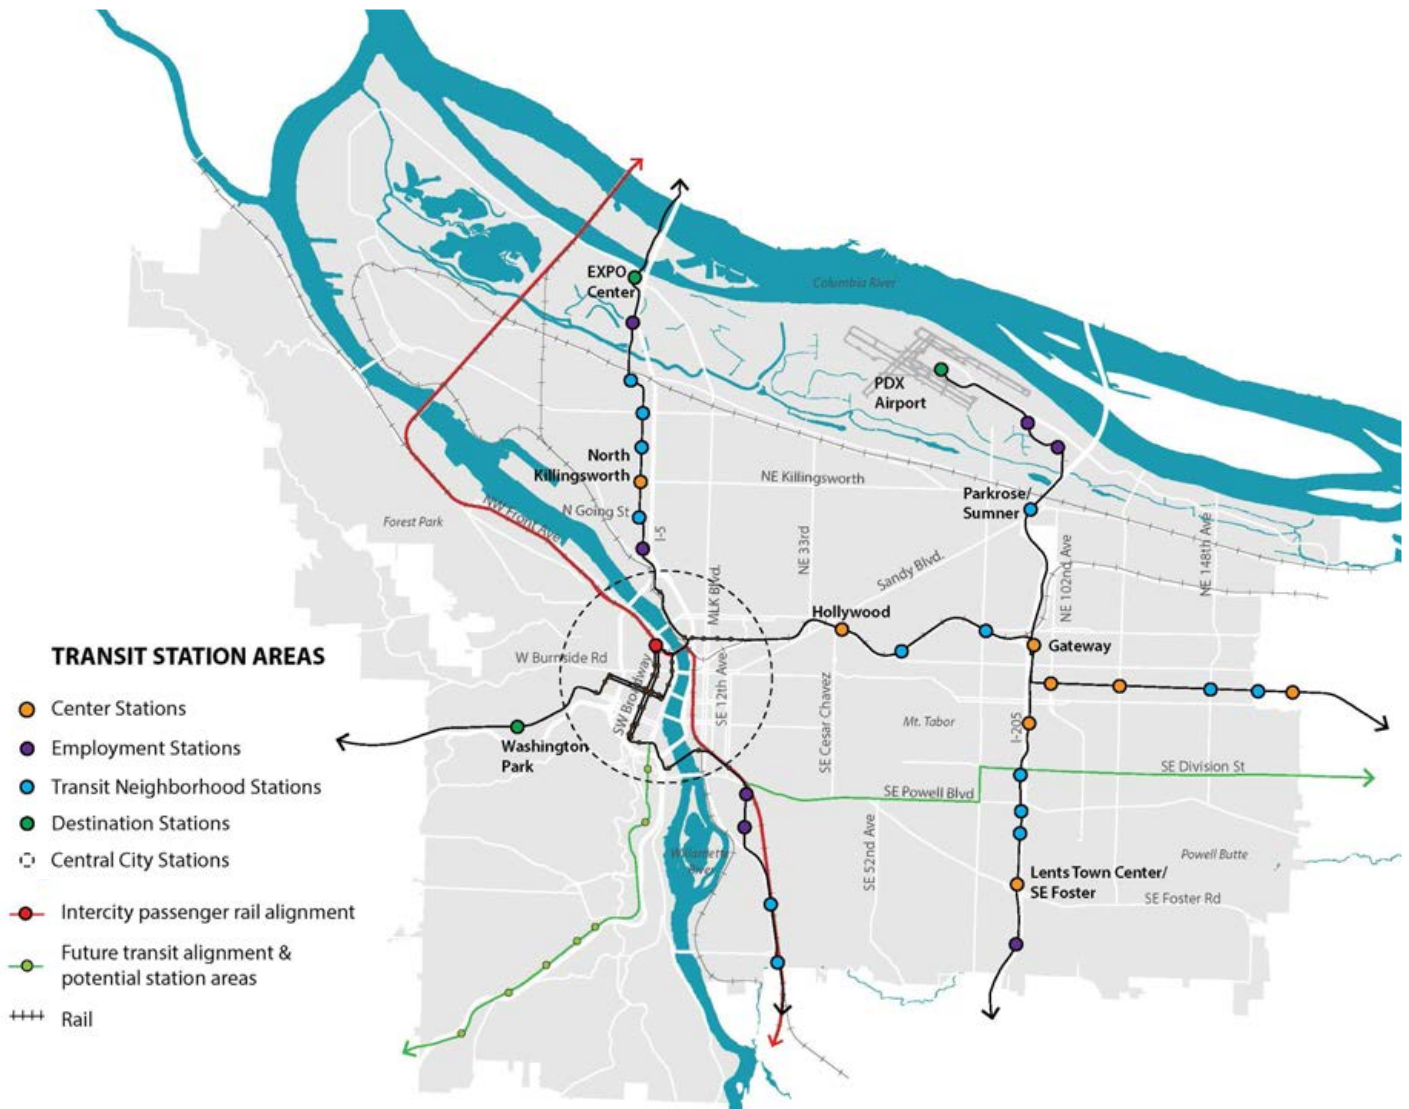 EXPO
Center
Columbia River
PDX
Airport
North
Killingsworth
NE Killingsworth
Parkrose/
Sumner
N Going St
NW Front Ave
Forest Park
I-5
NE 33rd
Sandy Blvd.
NE 102nd Ave
NE 148th Ave
MLK Blvd.
Hollywood
Gateway
W Burnside Rd
SW Broadway
SE 12th Ave
SE Cesar Chavez
Mt. Tabor
I-205
Washington
Park
SE Division St
SE Powell Blvd
SE 52nd Ave
Willamette
River
Powell Butte
Lents Town Center/
SE Foster
SE Foster Rd
TRANSIT STATION AREAS
Center Stations
Employment Stations
Transit Neighborhood Stations
Destination Stations
Central City Stations
Intercity passenger rail alignment
Future transit alignment &
potential station areas
Rail